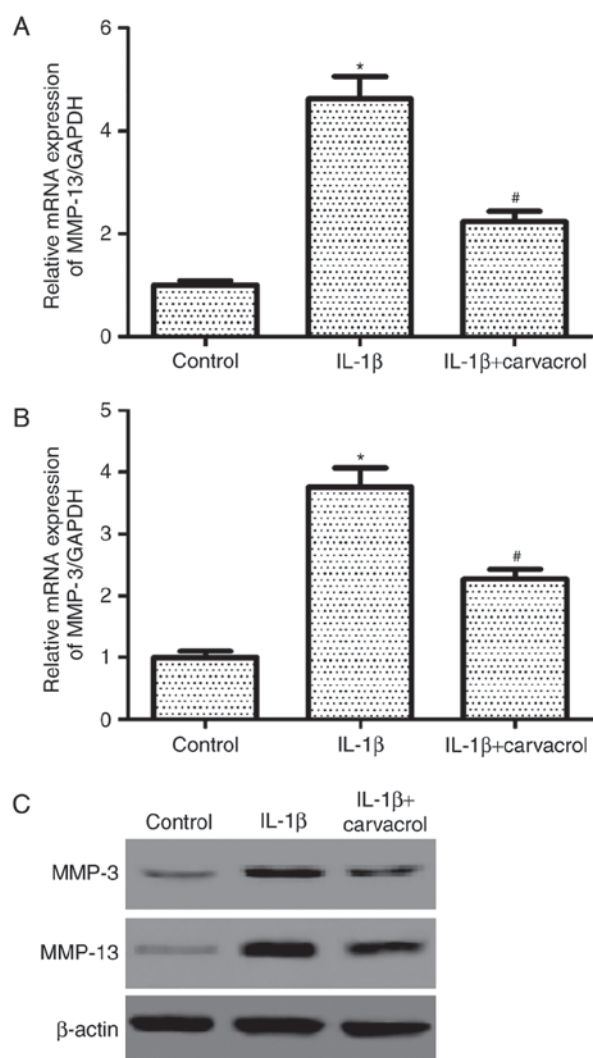 A
Relative mRNA expression
of MMP-13/GAPDH
6
4
2
0
*
#
Control
IL-1β
IL-1β+carvacrol
B
Relative mRNA expression
of MMP-3/GAPDH
5
4
3
2
1
0
*
#
Control
IL-1β
IL-1β+carvacrol
C
Control
IL-1β
IL-1β+
carvacrol
MMP-3
MMP-13
β-actin